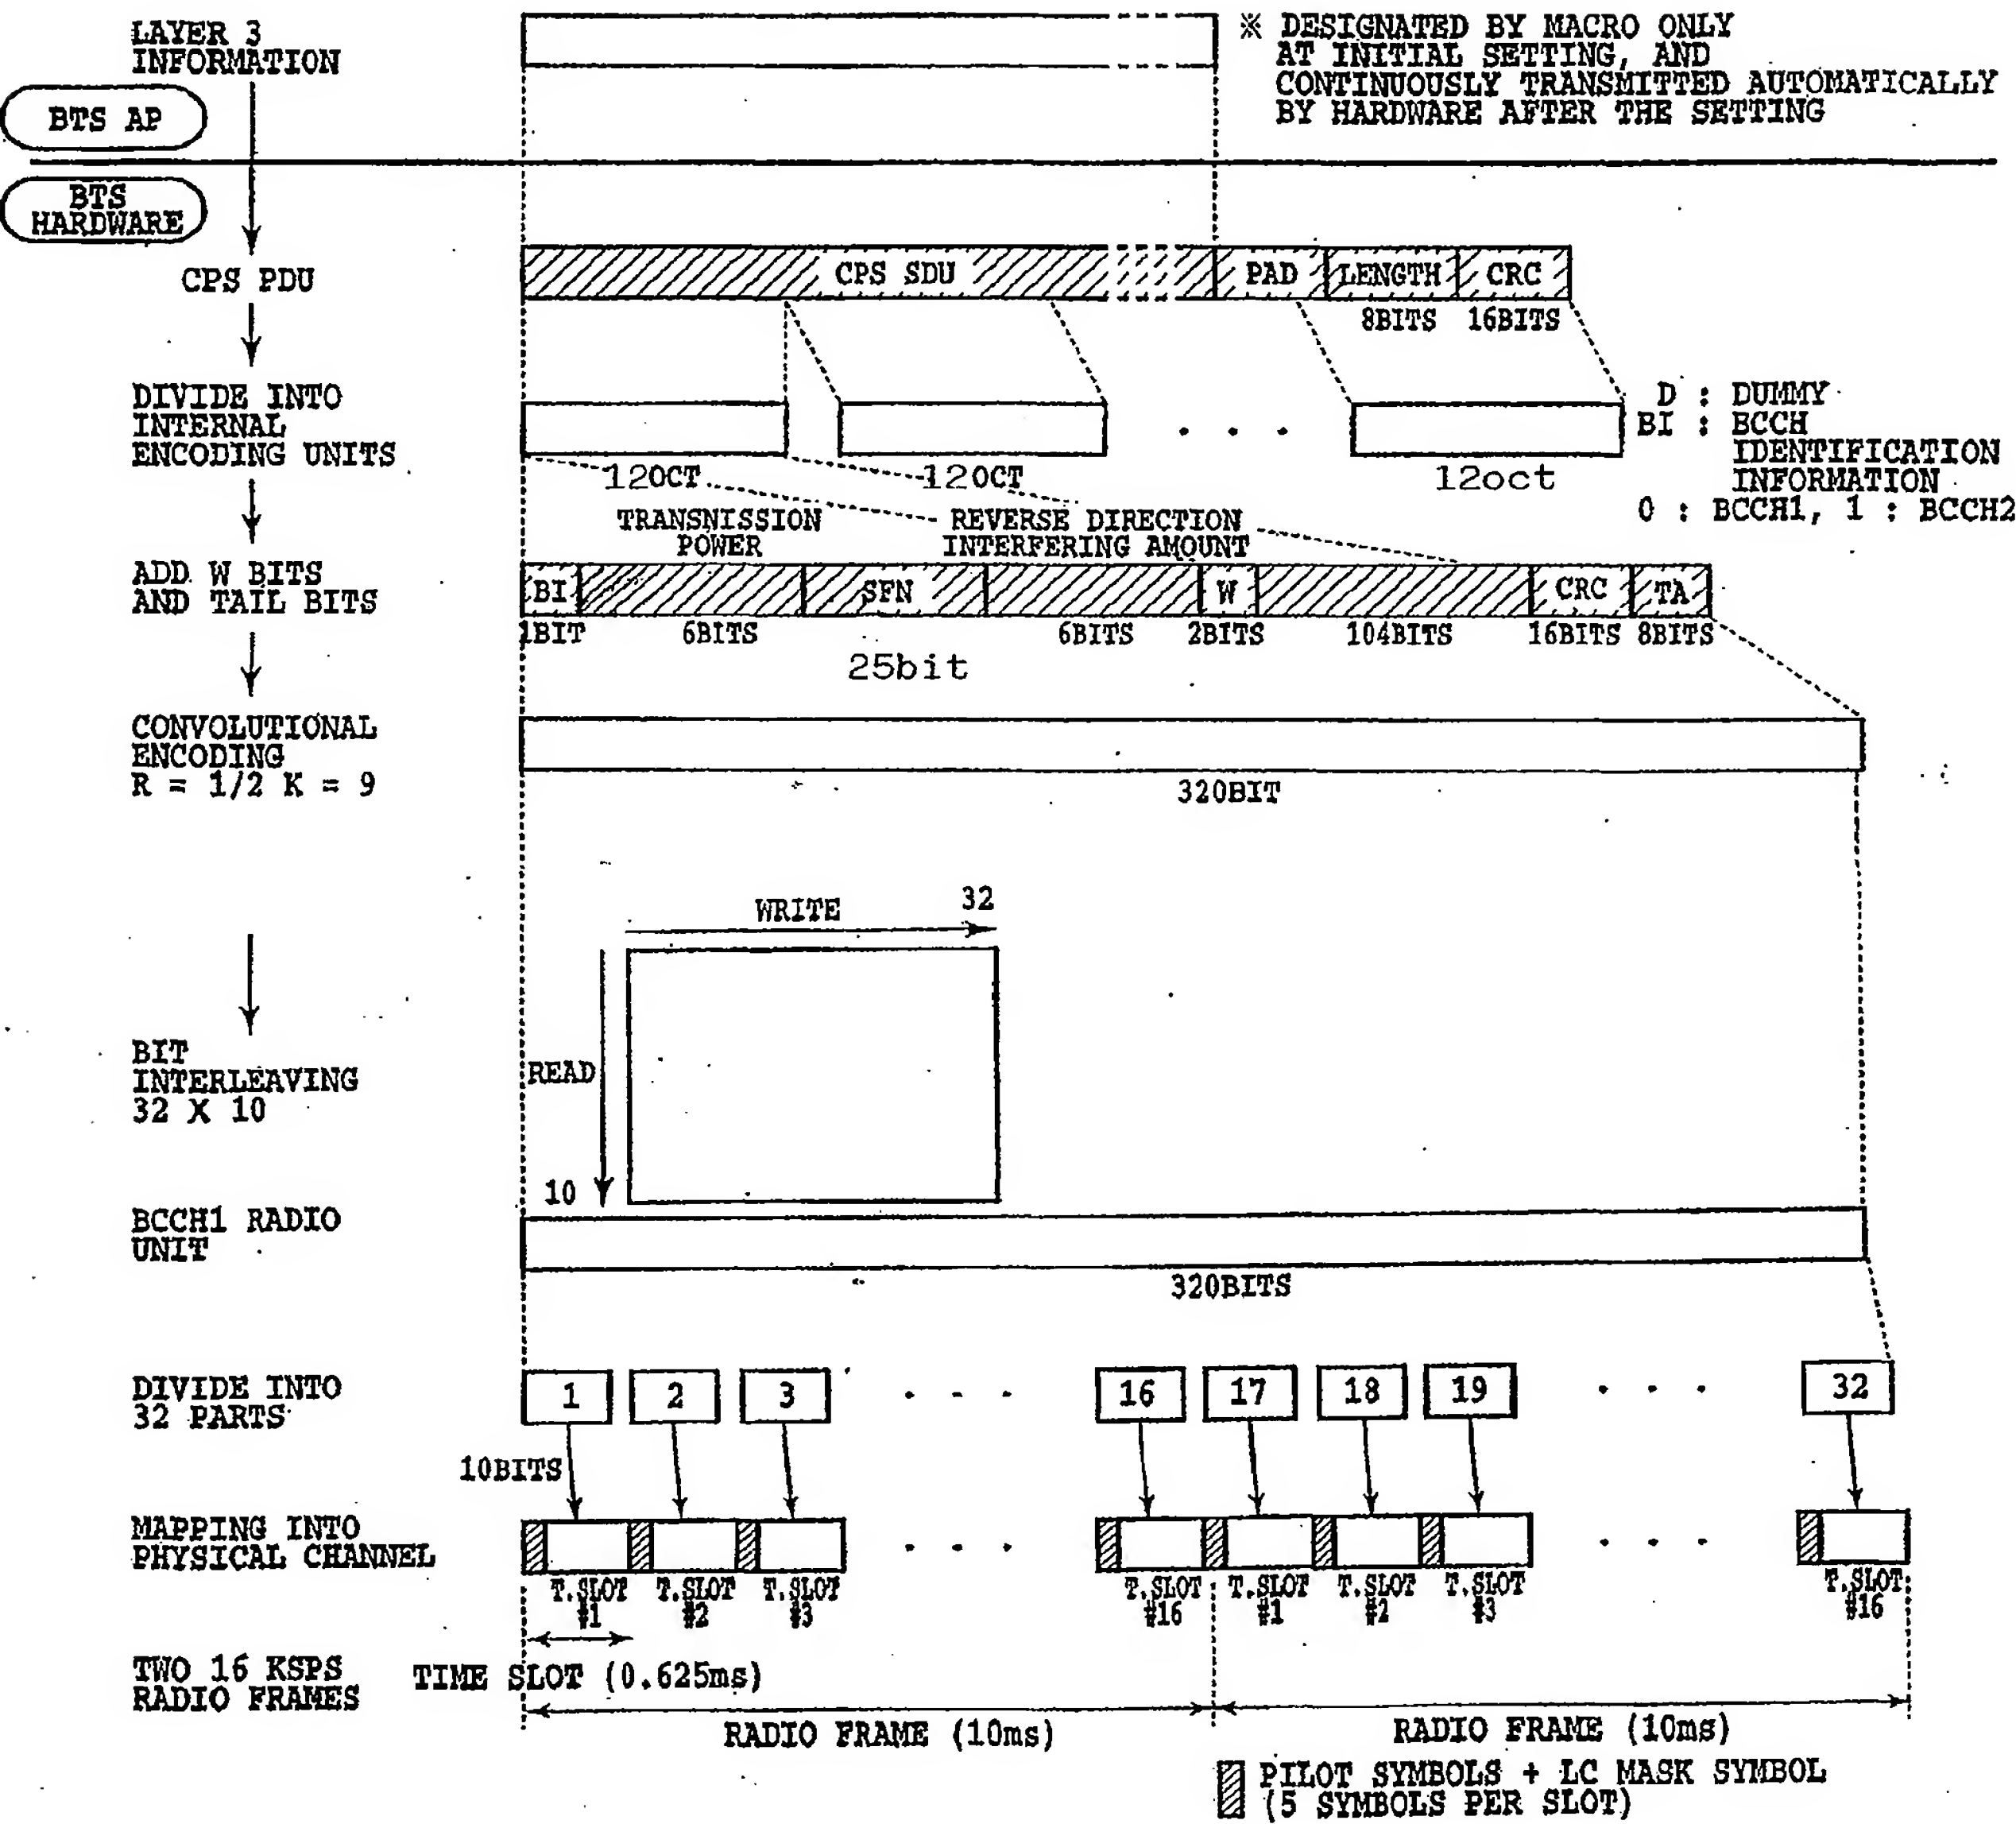 LAYER 3
INFORMATION
※ DESIGNATED BY MACRO ONLY
AT INITIAL SETTING, AND
CONTINUOUSLY TRANSMITTED AUTOMATICALLY
BY HARDWARE AFTER THE SETTING
BTS AP
BTS
HARDWARE
CPS PDU
CPS SDU
PAD
LENGTH
CRC
8BITS
16BITS
DIVIDE INTO
INTERNAL
ENCODING UNITS
12OCT
12OCT
12oct
D : DUMMY
BI : BCCH
IDENTIFICATION
INFORMATION
0 : BCCH1, 1 : BCCH2
TRANSNISSION
POWER
REVERSE DIRECTION
INTERFERING AMOUNT
ADD W BITS
AND TAIL BITS
BI
SFN
W
CRC
TA
1BIT
6BITS
6BITS
2BITS
104BITS
16BITS
8BITS
25bit
CONVOLUTIONAL
ENCODING
R = 1/2 K = 9
320BIT
WRITE
32
READ
10
BIT
INTERLEAVING
32 X 10
BCCH1 RADIO
UNIT
320BITS
DIVIDE INTO
32 PARTS
1
2
3
16
17
18
19
32
10BITS
MAPPING INTO
PHYSICAL CHANNEL
T.SLOT
#1
T.SLOT
#2
T.SLOT
#3
T.SLOT
#16
T.SLOT
#1
T.SLOT
#2
T.SLOT
#3
T.SLOT
#16
TWO 16 KSPS
RADIO FRAMES
TIME SLOT (0.625ms)
RADIO FRAME (10ms)
RADIO FRAME (10ms)
PILOT SYMBOLS + LC MASK SYMBOL
(5 SYMBOLS PER SLOT)